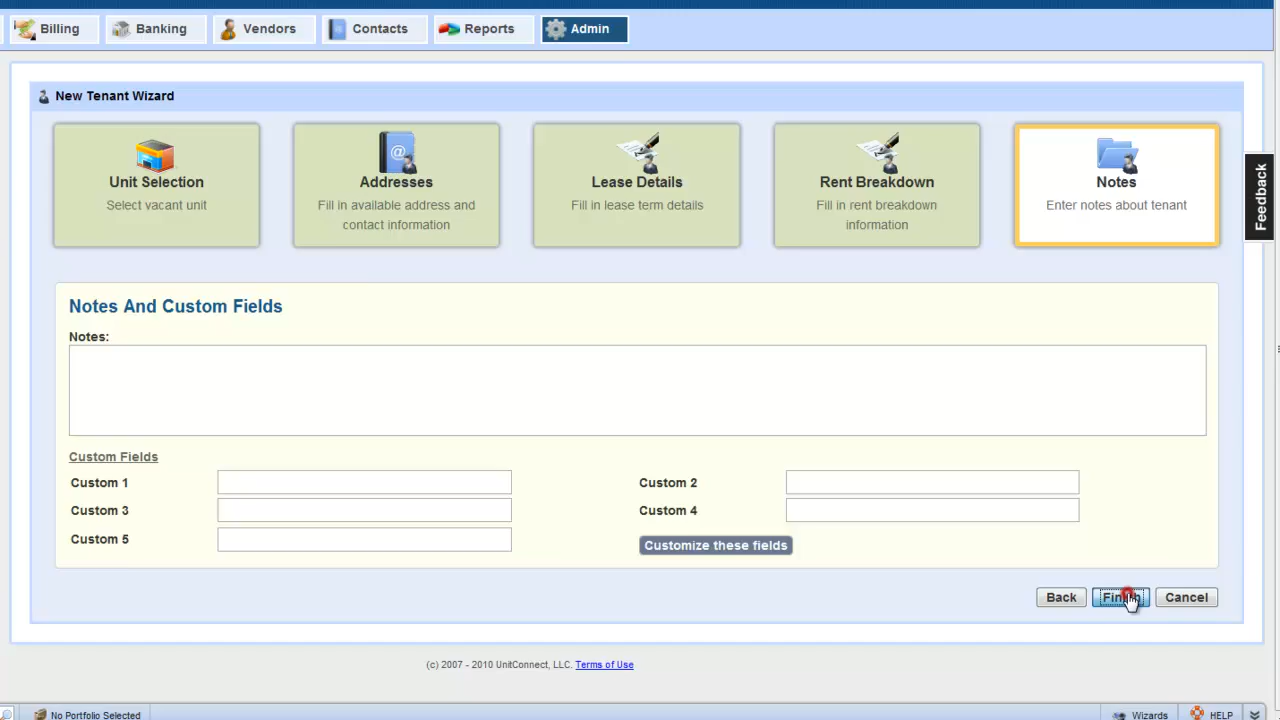 Billing Banking Vendors Contacts Reports Admin
New Tenant Wizard
Unit Selection
Select vacant unit
Addresses
Fill in available address and
contact information
Lease Details
Fill in lease term details
Rent Breakdown
Fill in rent breakdown
information
Notes
Enter notes about tenant
Feedback
Notes And Custom Fields
Notes:
Custom Fields
Custom 1 Custom 2
Custom 3 Custom 4
Custom 5 Customize these fields
Back Finish Cancel
(c) 2007 - 2010 UnitConnect, LLC. Terms of Use
No Portfolio Selected Wizards HELP